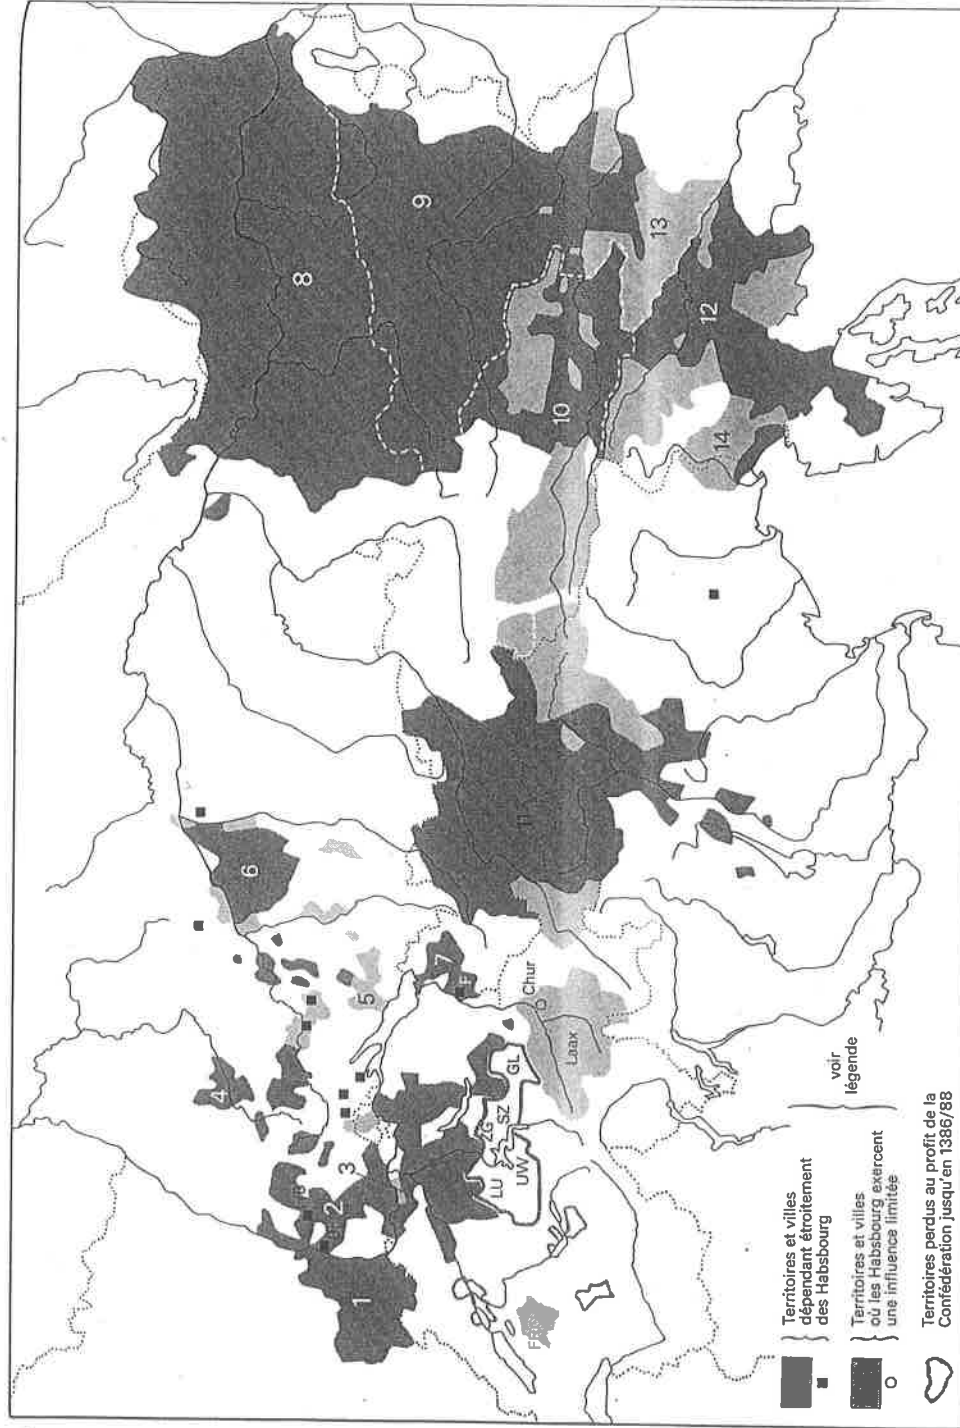 1
2
3
4
5
6
7
8
9
10
11
12
13
14
F
Chur
Laax
GL
ZG
SZ
LU
UW
Territoires et villes
dépendant étroitement
des Habsbourg
Territoires et villes
où les Habsbourg exercent
une influence limitée
voir
légende
Territoires perdus au profit de la
Confédération jusqu'en 1386/88